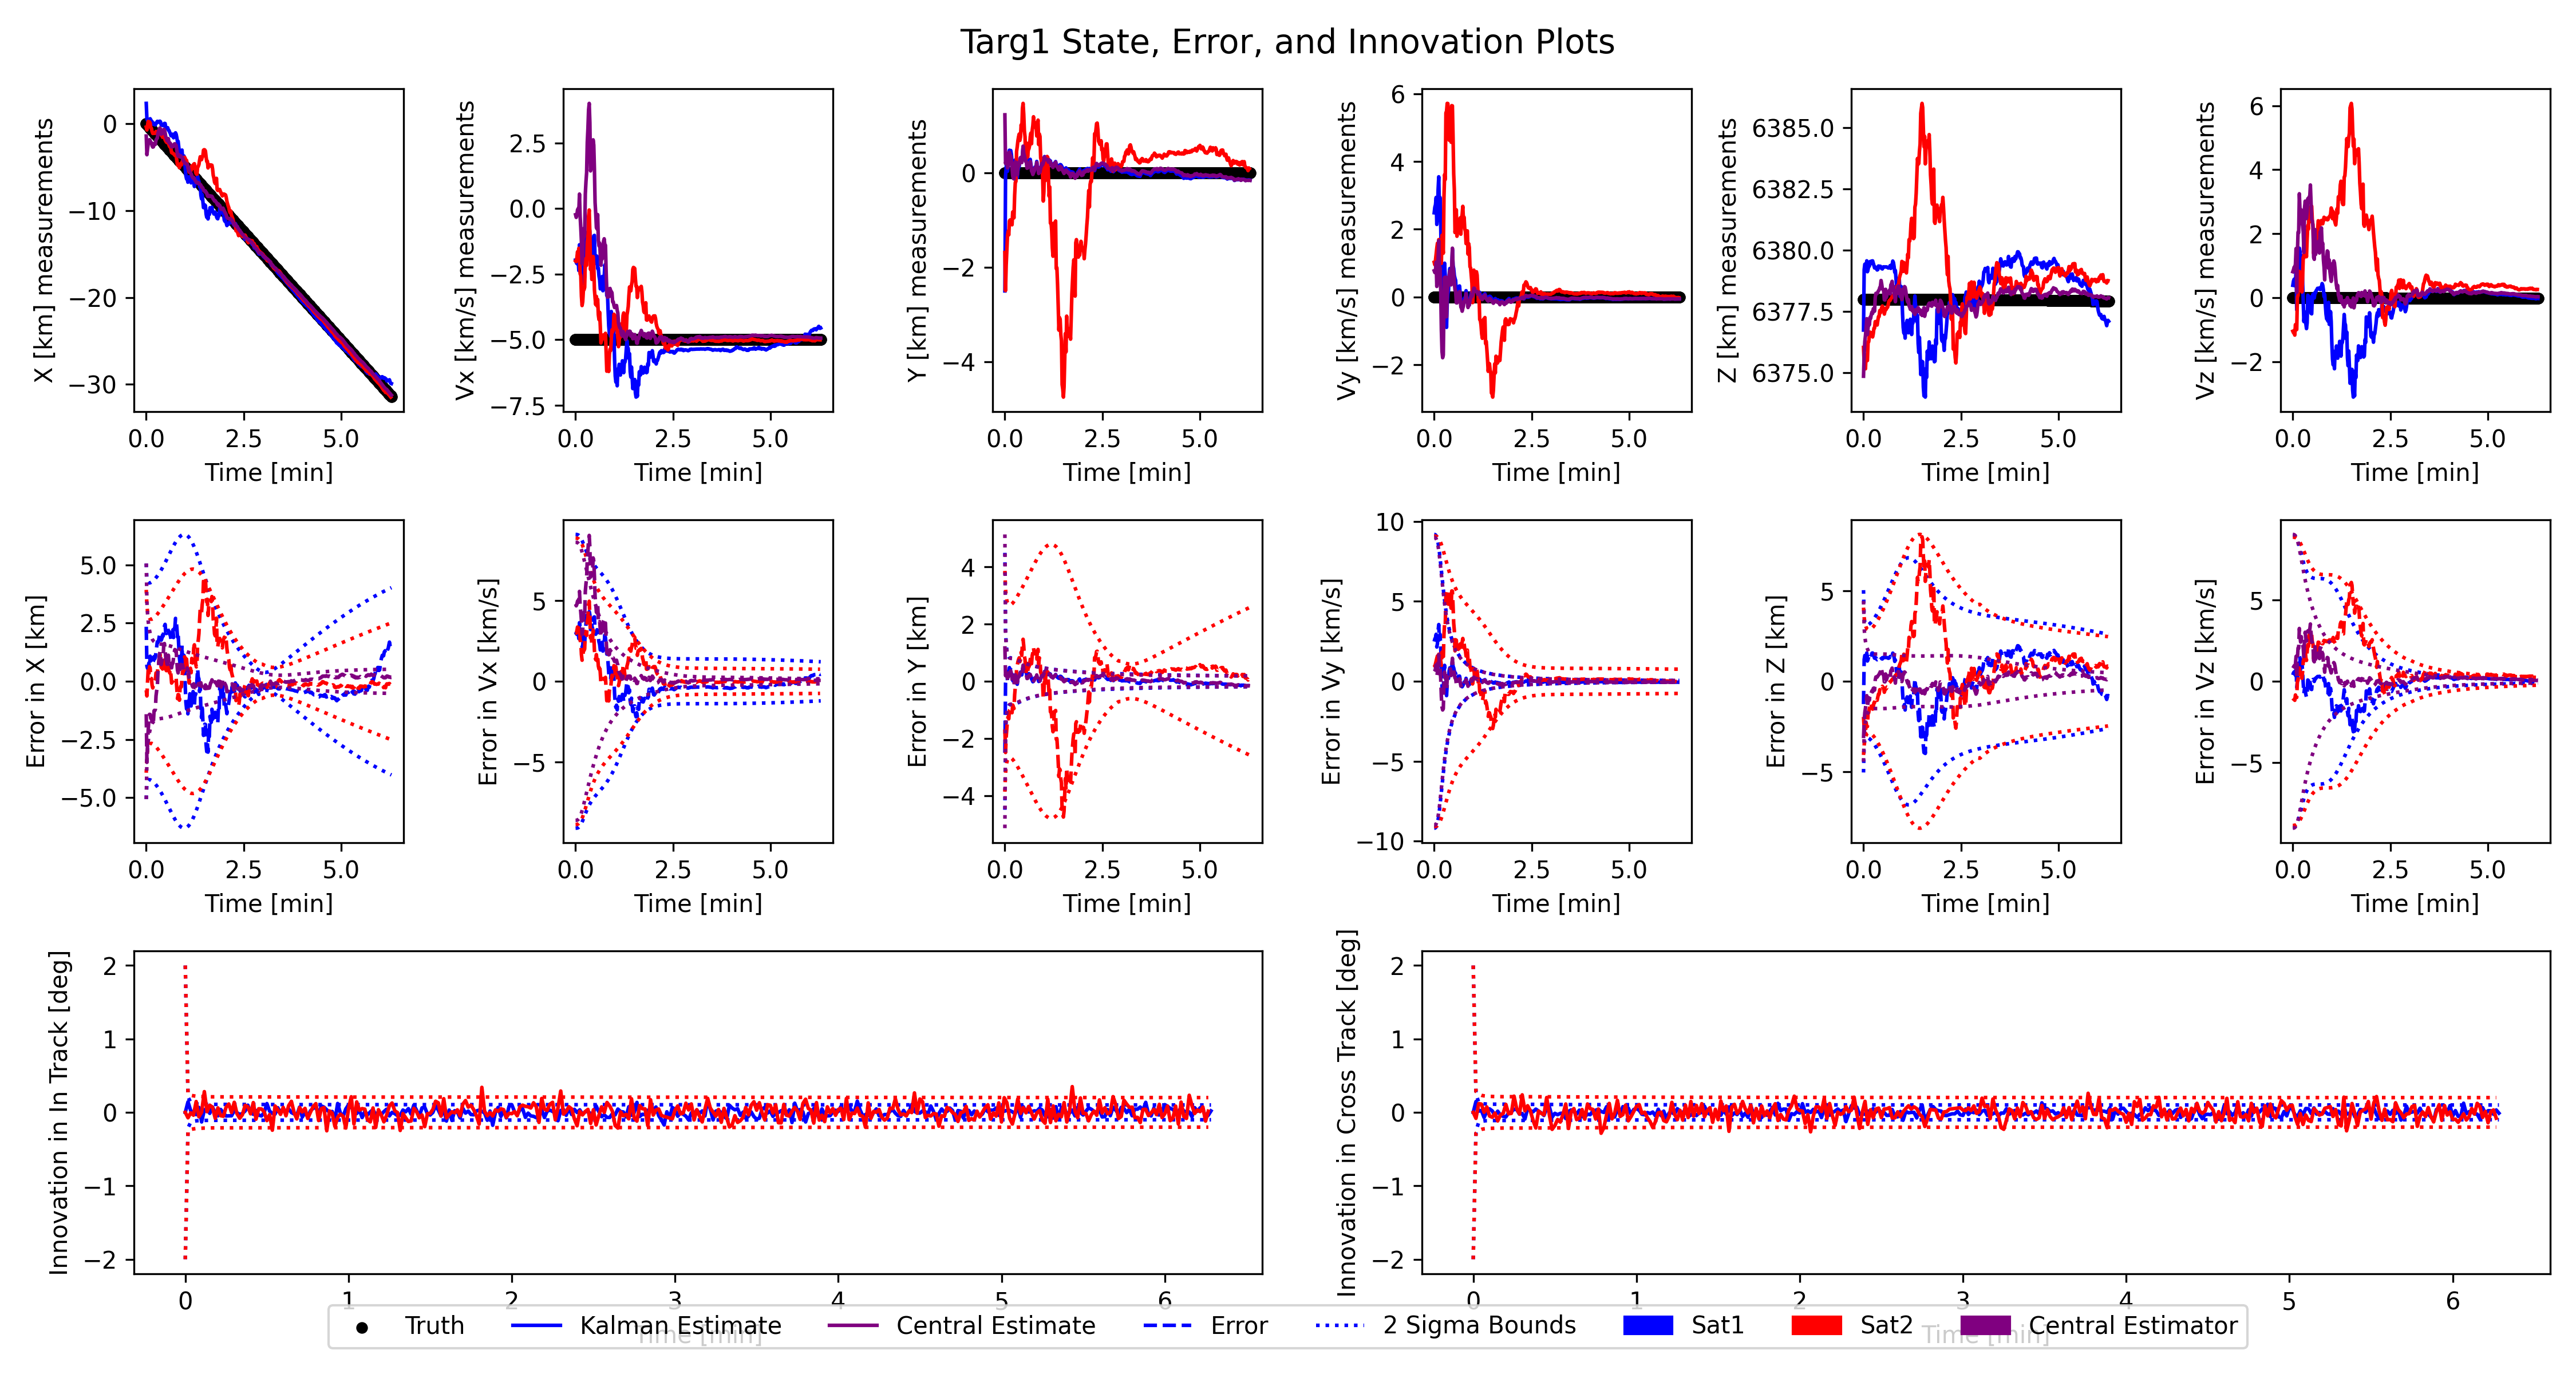 Targ1 State, Error, and Innovation Plots
X [km] measurements
0
−10
−20
−30
0.0 2.5 5.0
Time [min]
Vx [km/s] measurements
2.5
0.0
−2.5
−5.0
−7.5
0.0 2.5 5.0
Time [min]
Y [km] measurements
0
−2
−4
0.0 2.5 5.0
Time [min]
Vy [km/s] measurements
6
4
2
0
−2
0.0 2.5 5.0
Time [min]
Z [km] measurements
6385.0
6382.5
6380.0
6377.5
6375.0
0.0 2.5 5.0
Time [min]
Vz [km/s] measurements
6
4
2
0
−2
0.0 2.5 5.0
Time [min]
Error in X [km]
5.0
2.5
0.0
−2.5
−5.0
0.0 2.5 5.0
Time [min]
Error in Vx [km/s]
5
0
−5
0.0 2.5 5.0
Time [min]
Error in Y [km]
4
2
0
−2
−4
0.0 2.5 5.0
Time [min]
Error in Vy [km/s]
10
5
0
−5
−10
0.0 2.5 5.0
Time [min]
Error in Z [km]
5
0
−5
0.0 2.5 5.0
Time [min]
Error in Vz [km/s]
5
0
−5
0.0 2.5 5.0
Time [min]
Innovation in In Track [deg]
2
1
0
−1
−2
0 1 2 3 4 5 6
Time [min]
Innovation in Cross Track [deg]
2
1
0
−1
−2
0 1 2 3 4 5 6
Time [min]
Truth Kalman Estimate Central Estimate Error 2 Sigma Bounds Sat1 Sat2 Central Estimator